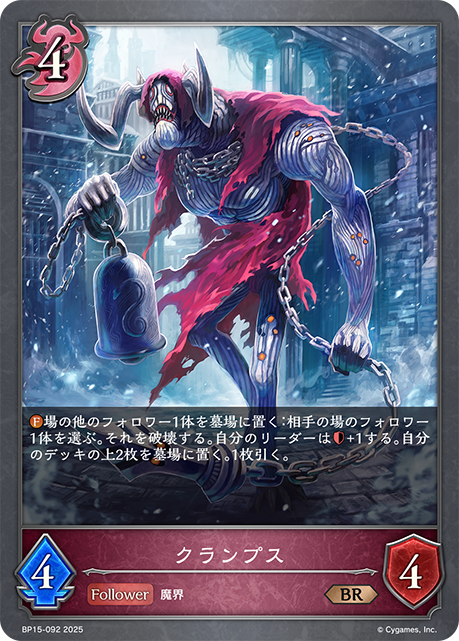 4
Ⓕ場の他のフォロワー1体を墓場に置く:相手の場のフォロワー
1体を選ぶ。それを破壊する。自分のリーダーは+1する。自分
のデッキの上2枚を墓場に置く。1枚引く。
クランプス
4
Follower 魔界
BR
4
BP15-092 2025
© Cygames, Inc.